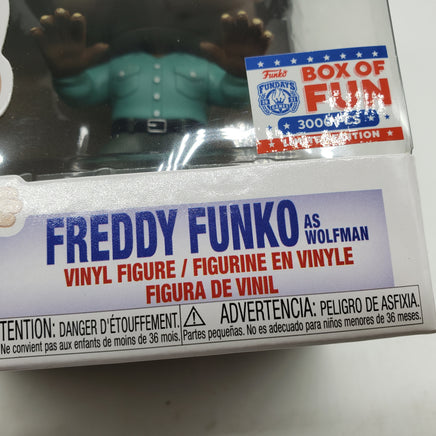 Funko
FUNDAYS
BOX OF
FUN
3000 PCS
LIMITED EDITION
FREDDY FUNKO AS
WOLFMAN
VINYL FIGURE / FIGURINE EN VINYLE
FIGURA DE VINIL
TENTION: DANGER D'ÉTOUFFEMENT.
Ne convient pas aux enfants de moins de 36 mois.
ADVERTENCIA: PELIGRO DE ASFIXIA.
Partes pequeñas. No es adecuado para niños menores de 36 meses.